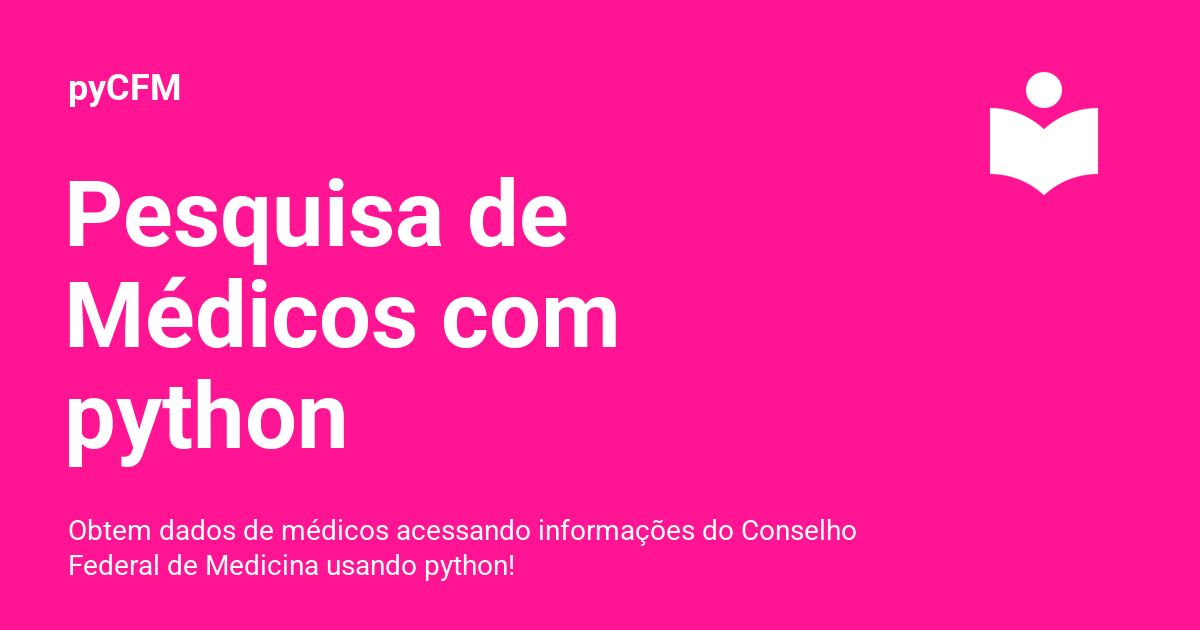 pyCFM
Pesquisa de
Médicos com
python
Obtem dados de médicos acessando informações do Conselho
Federal de Medicina usando python!